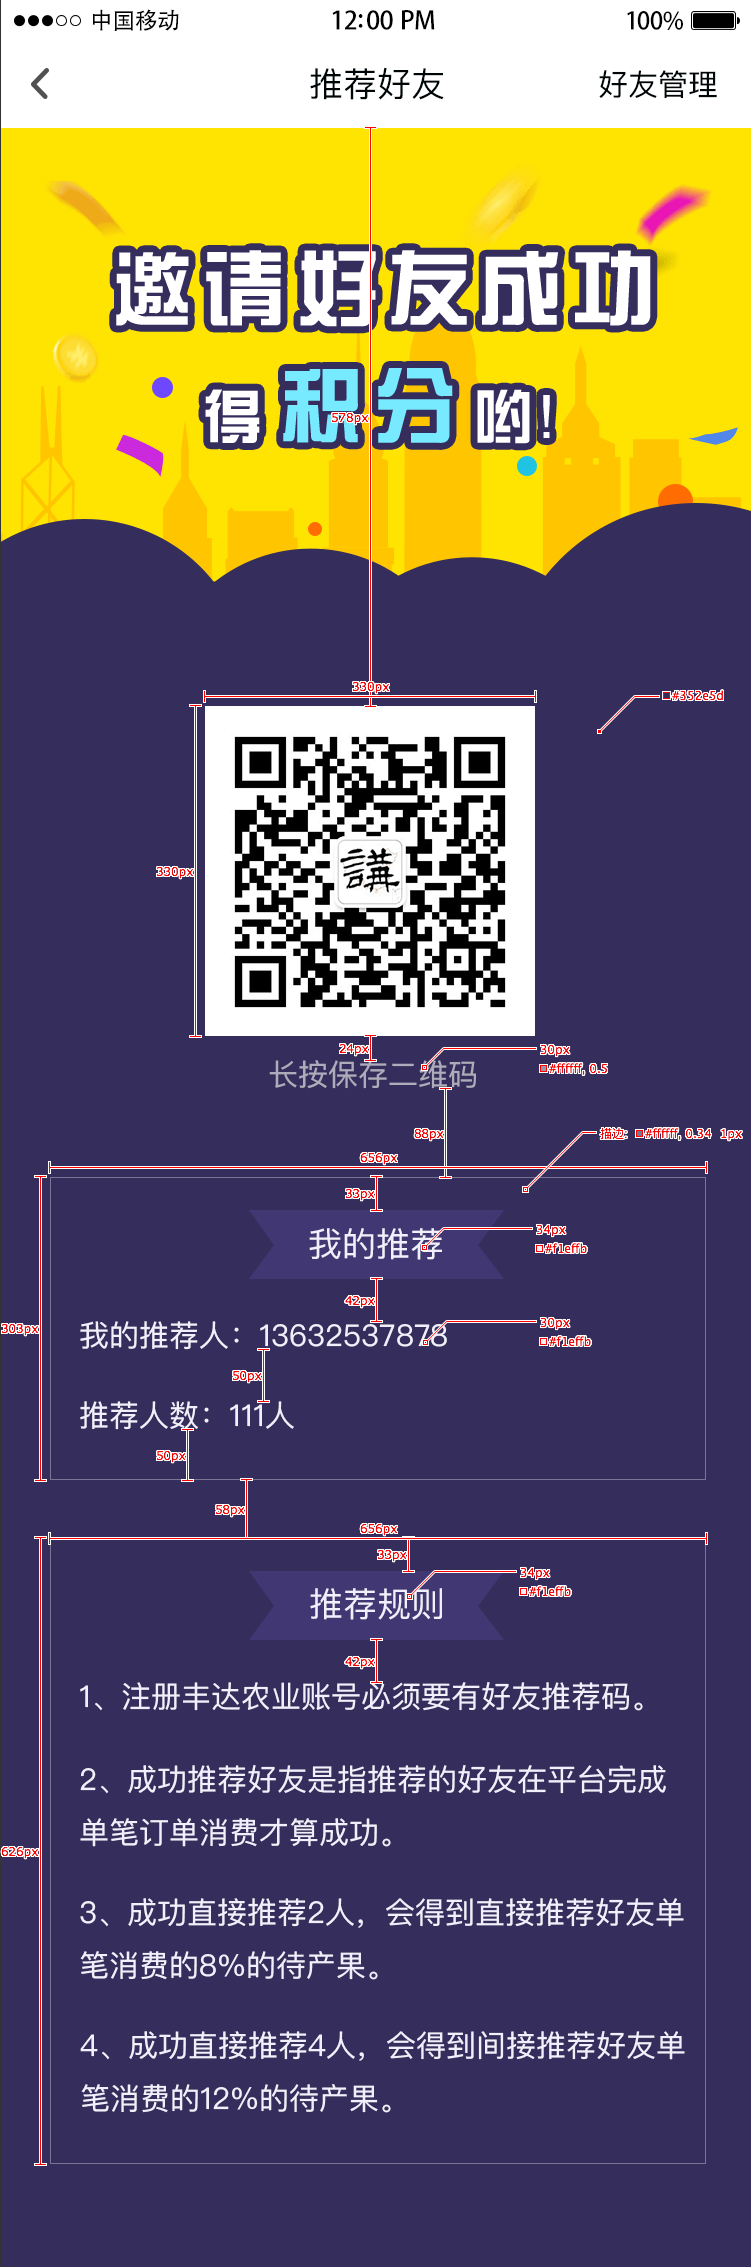 中国移动 12:00 PM 100%
推荐好友 好友管理
邀请好友成功
得 积分 哟!
578px
330px
#352e5d
330px
講
24px
30px
长按保存二维码
#ffffff, 0.5
88px
描边: #ffffff, 0.34 1px
656px
33px
34px
我的推荐
#f1effb
42px
303px
30px
我的推荐人：13632537878
#f1effb
50px
推荐人数：111人
50px
58px
656px
33px
34px
#f1effb
推荐规则
42px
1、注册丰达农业账号必须要有好友推荐码。
2、成功推荐好友是指推荐的好友在平台完成
单笔订单消费才算成功。
626px
3、成功直接推荐2人，会得到直接推荐好友单
笔消费的8%的待产果。
4、成功直接推荐4人，会得到间接推荐好友单
笔消费的12%的待产果。